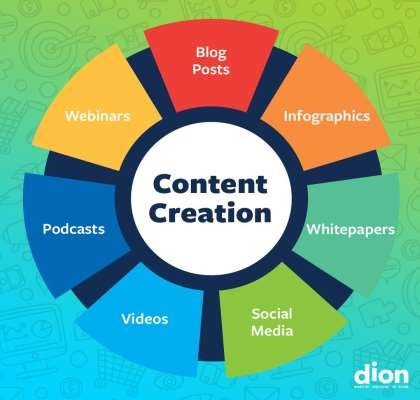 Blog
Posts
Infographics
Whitepapers
Social
Media
Videos
Podcasts
Webinars
Content
Creation
dion